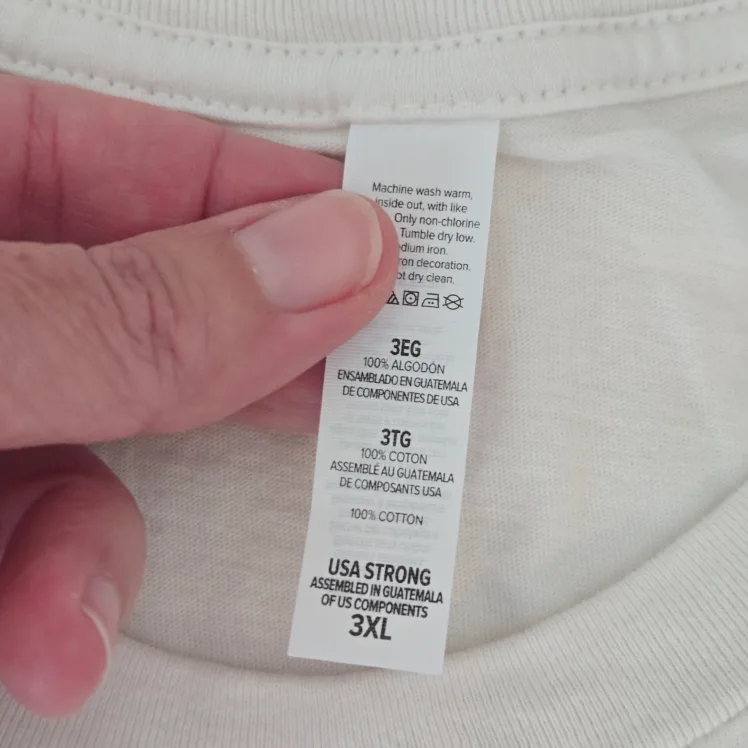 Machine wash warm,
inside out, with like
Only non-chlorine
Tumble dry low.
medium iron.
decoration.
dry clean.
3EG
100% ALGODÓN
ENSAMBLADO EN GUATEMALA
DE COMPONENTES DE USA
3TG
100% COTON
ASSEMBLÉ AU GUATEMALA
DE COMPOSANTS USA
100% COTTON
USA STRONG
ASSEMBLED IN GUATEMALA
OF US COMPONENTS
3XL